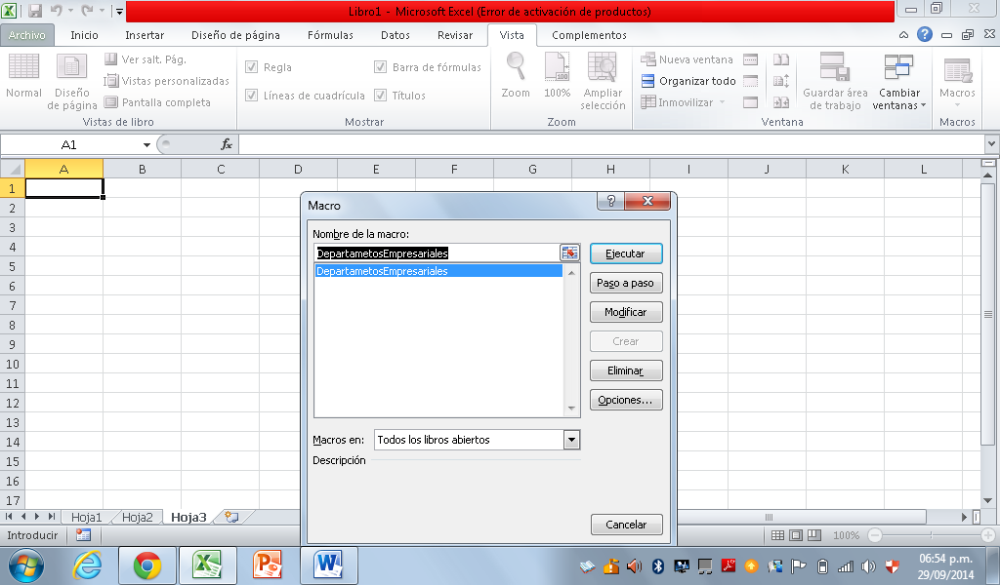 Libro1 - Microsoft Excel (Error de activación de productos)
Archivo Inicio Insertar Diseño de página Fórmulas Datos Revisar Vista Complementos
Normal
Diseño de página
Ver salt. Pág.
Vistas personalizadas
Pantalla completa
Vistas de libro
Regla
Barra de fórmulas
Líneas de cuadrícula
Títulos
Mostrar
Zoom
100%
Ampliar selección
Zoom
Nueva ventana
Organizar todo
Inmovilizar
Guardar área de trabajo
Cambiar ventanas
Ventana
Macros
Macros
A1
fx
A B C D E F G H I J K L
1
2
3
4
5
6
7
8
9
10
11
12
13
14
15
16
17
Macro
Nombre de la macro:
DepartametosEmpresariales
DepartametosEmpresariales
Ejecutar
Paso a paso
Modificar
Crear
Eliminar
Opciones...
Macros en: Todos los libros abiertos
Descripción
Cancelar
Hoja1 Hoja2 Hoja3
Introducir
100%
06:54 p.m.
29/09/2014